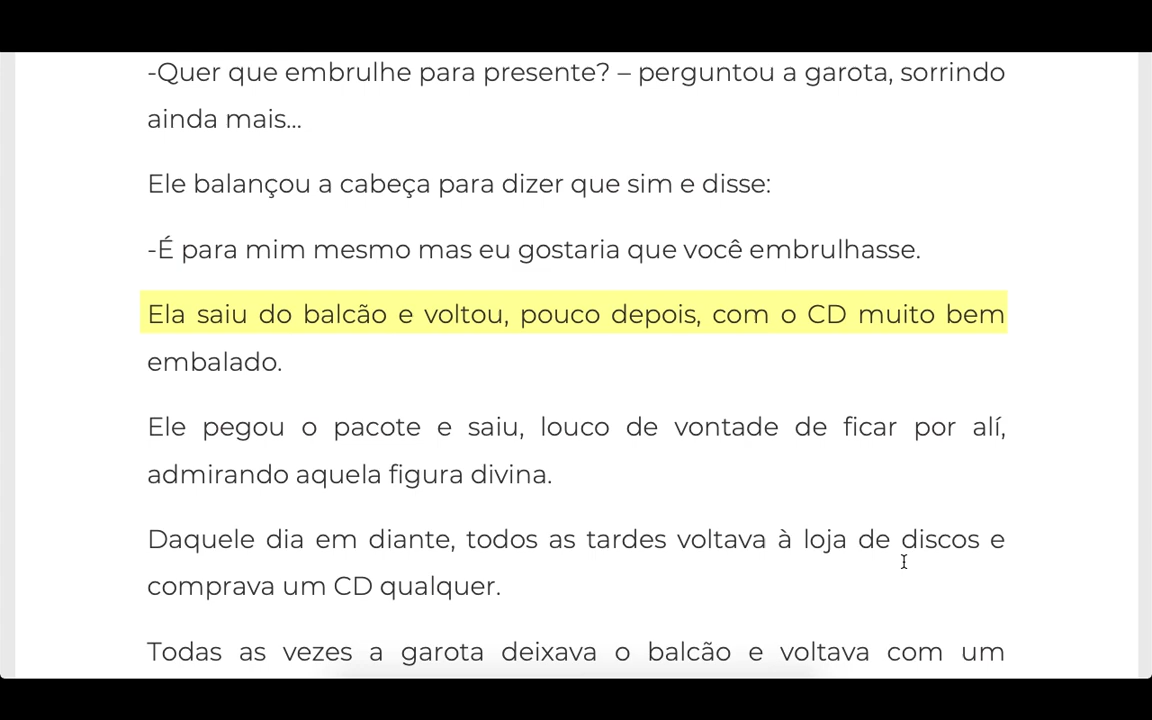 -Quer que embrulhe para presente? – perguntou a garota, sorrindo
ainda mais...
Ele balançou a cabeça para dizer que sim e disse:
-É para mim mesmo mas eu gostaria que você embrulhasse.
Ela saiu do balcão e voltou, pouco depois, com o CD muito bem
embalado.
Ele pegou o pacote e saiu, louco de vontade de ficar por alí,
admirando aquela figura divina.
Daquele dia em diante, todos as tardes voltava à loja de discos e
comprava um CD qualquer.
Todas as vezes a garota deixava o balcão e voltava com um